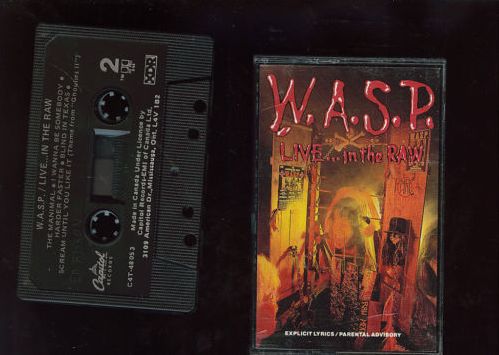 W.A.S.P. / LIVE...IN THE RAW
THE MANIMAL • I WANNA BE SOMEBODY •
HARDER FASTER • BLIND IN TEXAS •
SCREAM UNTIL YOU LIKE IT (Theme from "Ghoulies II")
2
XDR
Made in Canada Under License by
Capitol Records-EMI of Canada Ltd.
3109 American Dr., Mississauga, Ont. L4V 1B2
C4T-48053
Capitol
RECORDS
W.A.S.P.
LIVE...in the RAW
EXPLICIT LYRICS/PARENTAL ADVISORY